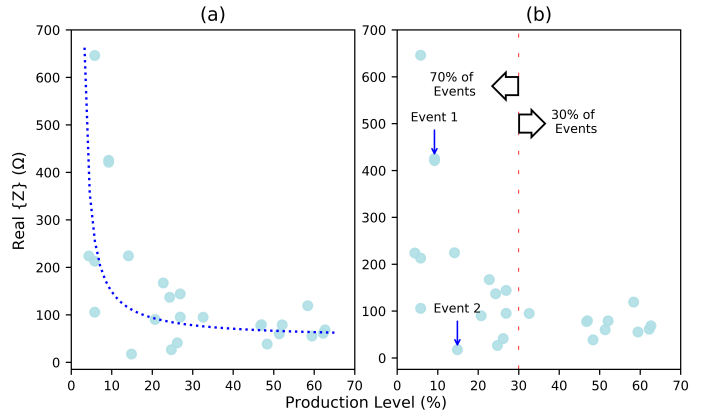 (a)
(b)
700
600
500
400
300
200
100
0
Real {Z} (Ω)
0 10 20 30 40 50 60 70
700
600
500
400
300
200
100
0
70% of
Events
30% of
Events
Event 1
Event 2
0 10 20 30 40 50 60 70
Production Level (%)